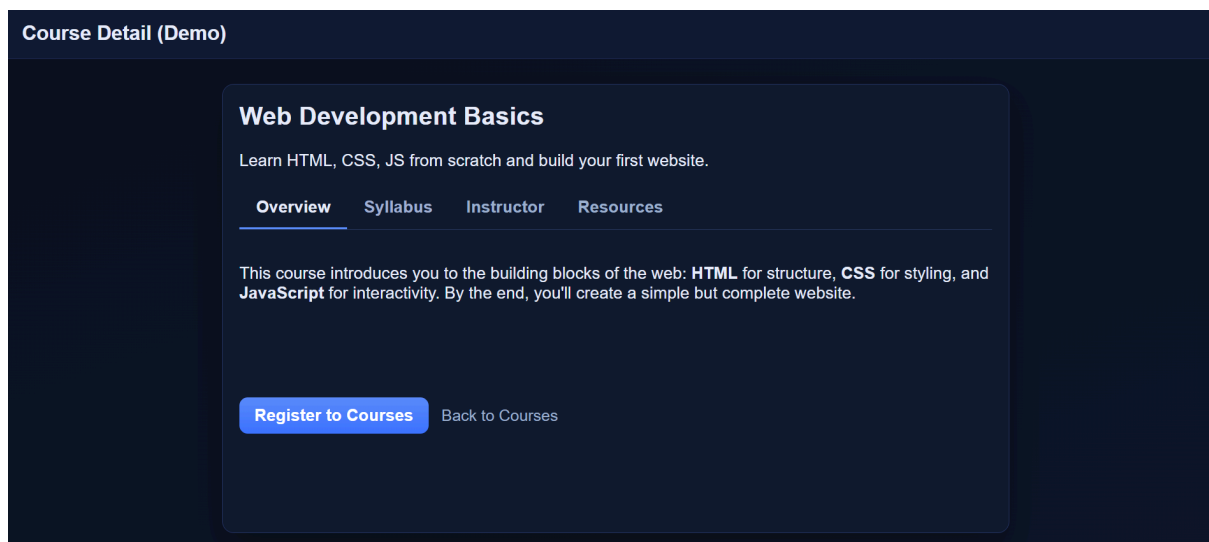 Course Detail (Demo)
Web Development Basics
Learn HTML, CSS, JS from scratch and build your first website.
Overview Syllabus Instructor Resources
This course introduces you to the building blocks of the web: HTML for structure, CSS for styling, and
JavaScript for interactivity. By the end, you'll create a simple but complete website.
Register to Courses Back to Courses